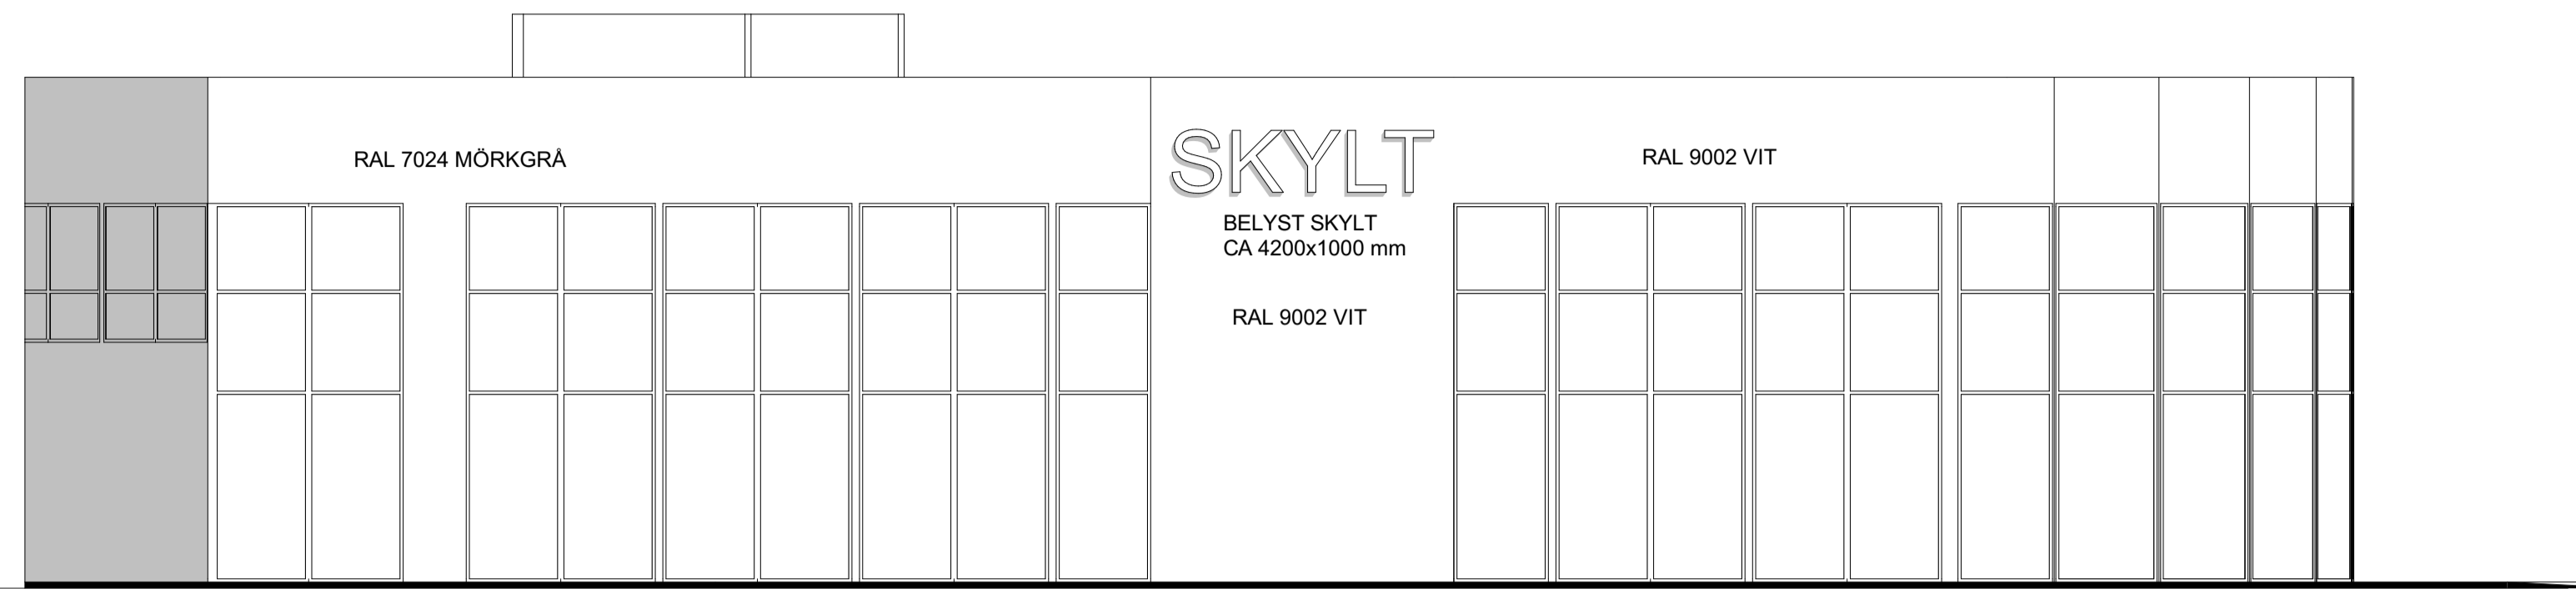 RAL 7024 MÖRKGRÅ
SKYLT
BELYST SKYLT
CA 4200x1000 mm
RAL 9002 VIT
RAL 9002 VIT